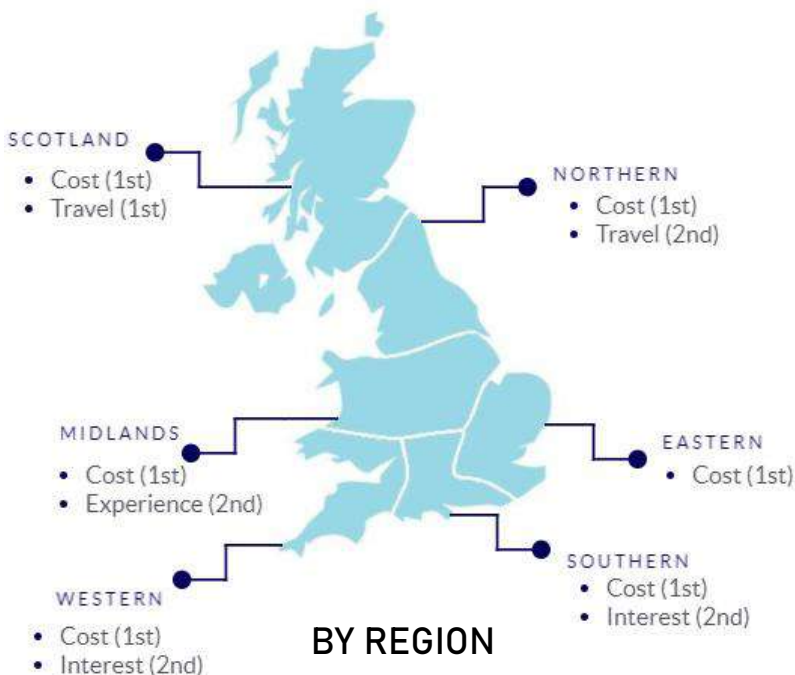 SCOTLAND
• Cost (1st)
• Travel (1st)
NORTHERN
• Cost (1st)
• Travel (2nd)
MIDLANDS
• Cost (1st)
• Experience (2nd)
EASTERN
• Cost (1st)
SOUTHERN
• Cost (1st)
• Interest (2nd)
WESTERN
• Cost (1st)
• Interest (2nd)
BY REGION